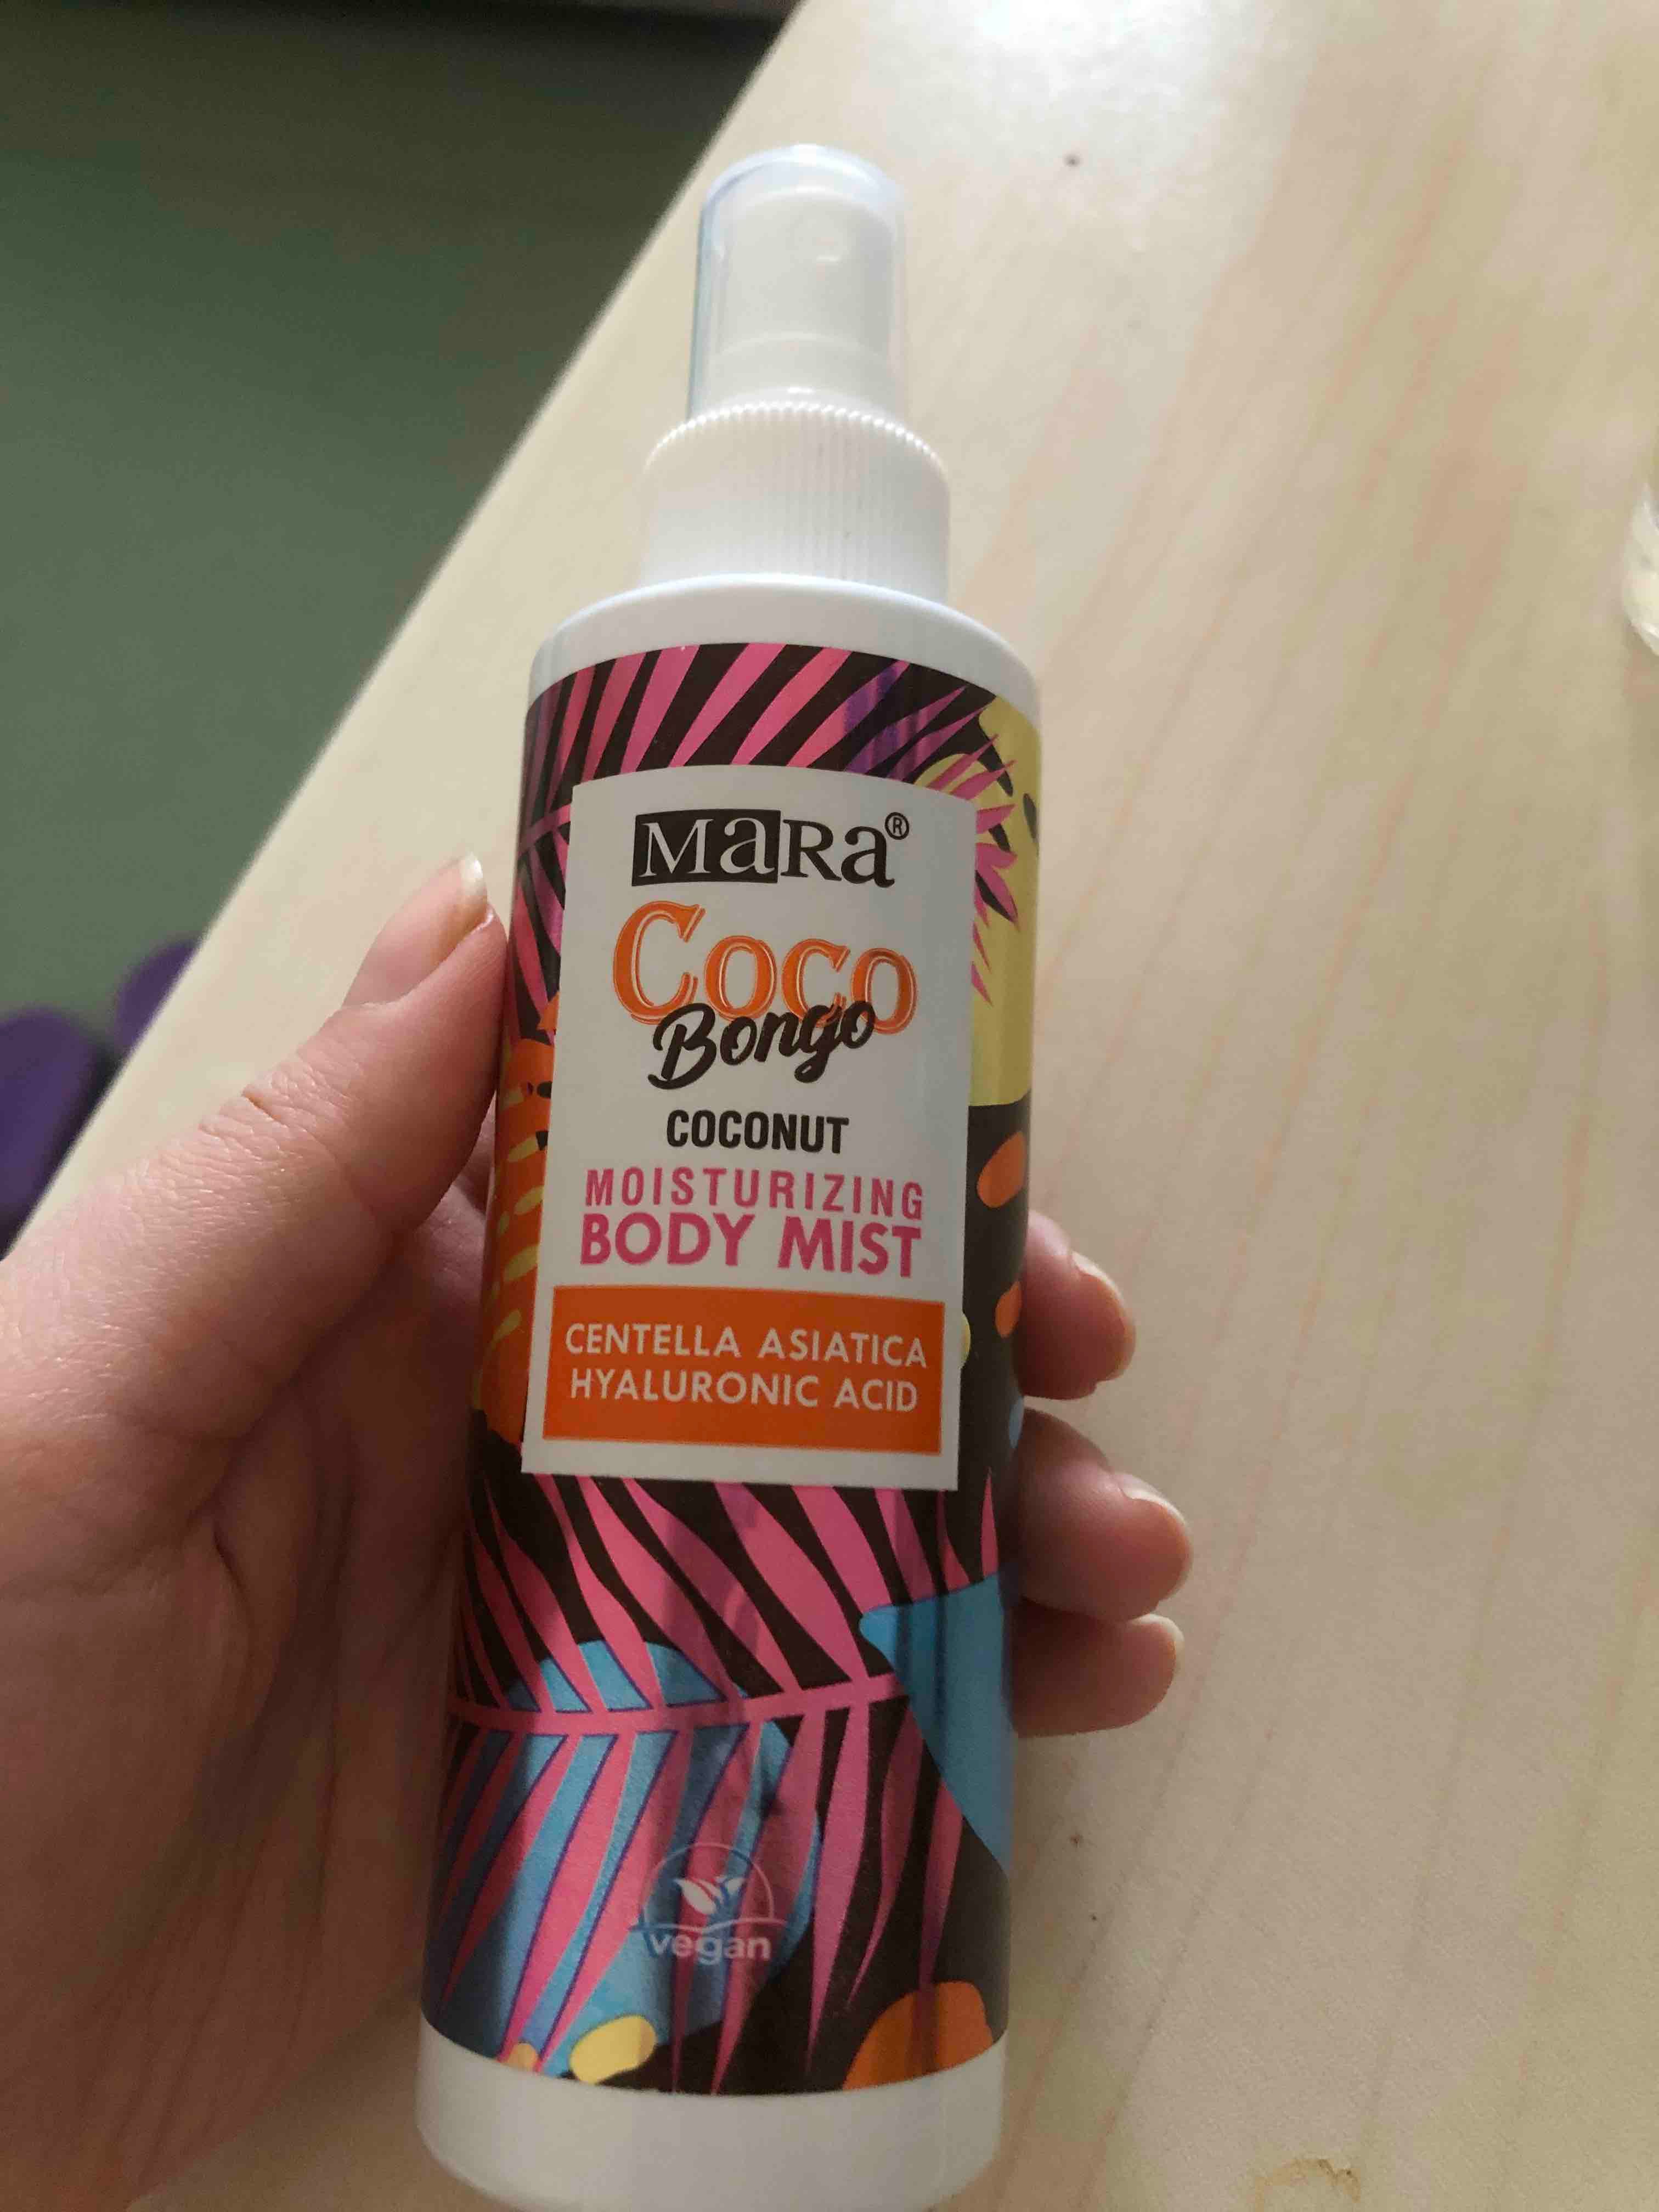 MaRa®
Coco
Bongo
COCONUT
MOISTURIZING
BODY MIST
CENTELLA ASIATICA
HYALURONIC ACID
vegan